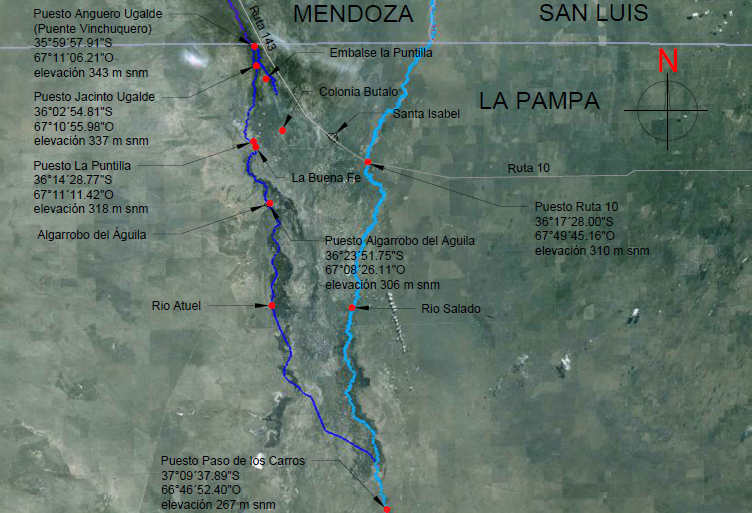 MENDOZA
SAN LUIS
Puesto Anguero Ugalde
(Puente Vinchuquero)
35°59´57.91"S
67°11´06.21"O
elevación 343 m snm
Ruta 143
Embalse la Puntilla
N
Puesto Jacinto Ugalde
36°02´54.81"S
67°10´55.98"O
elevación 337 m snm
Colonia Butalo
LA PAMPA
Santa Isabel
Puesto La Puntilla
36°14´28.77"S
67°11´11.42"O
elevación 318 m snm
La Buena Fe
Ruta 10
Algarrobo del Águila
Puesto Ruta 10
36°17´28.00"S
67°49´45.16"O
elevación 310 m snm
Puesto Algarrobo del Aguila
36°23´51.75"S
67°08´26.11"O
elevación 306 m snm
Rio Atuel
Rio Salado
Puesto Paso de los Carros
37°09´37.89"S
66°46´52.40"O
elevación 267 m snm